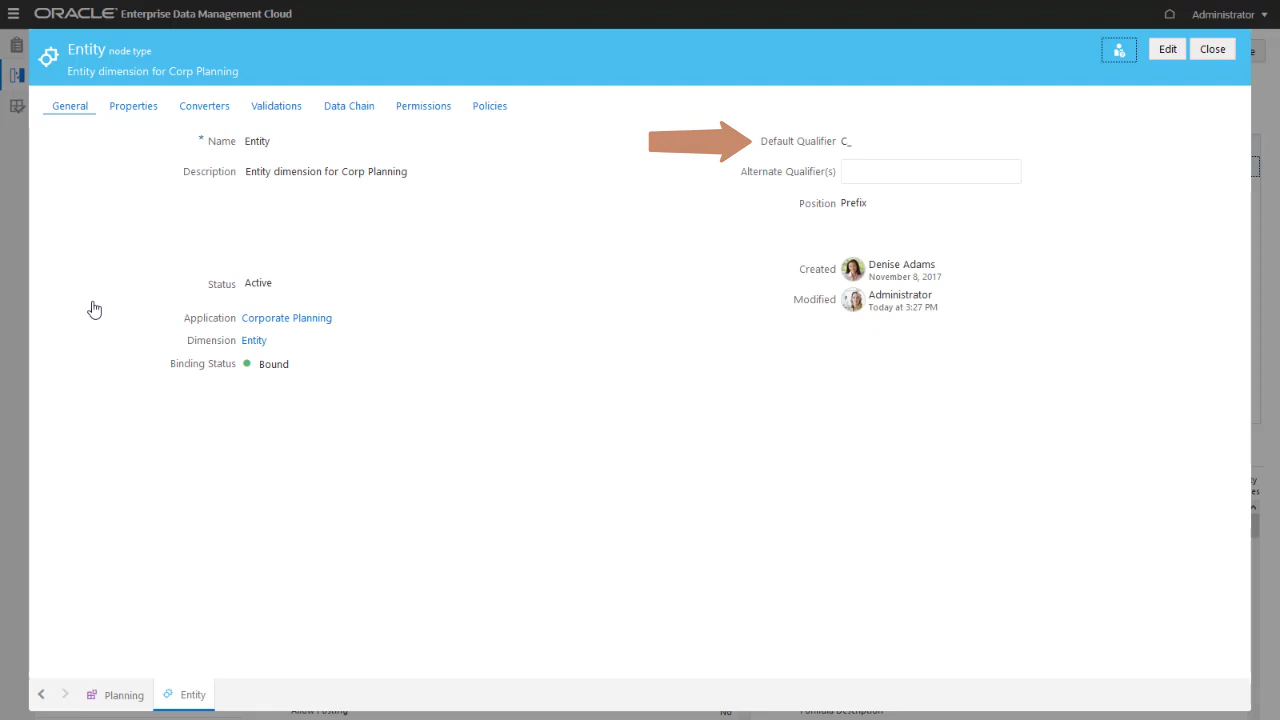 ORACLE Enterprise Data Management Cloud
Administrator
Entity node type
Entity dimension for Corp Planning
Edit
Close
General
Properties
Converters
Validations
Data Chain
Permissions
Policies
* Name Entity
Description Entity dimension for Corp Planning
Status Active
Application Corporate Planning
Dimension Entity
Binding Status Bound
Default Qualifier C_
Alternate Qualifier(s)
Position Prefix
Created Denise Adams
November 8, 2017
Modified Administrator
Today at 3:27 PM
Planning
Entity